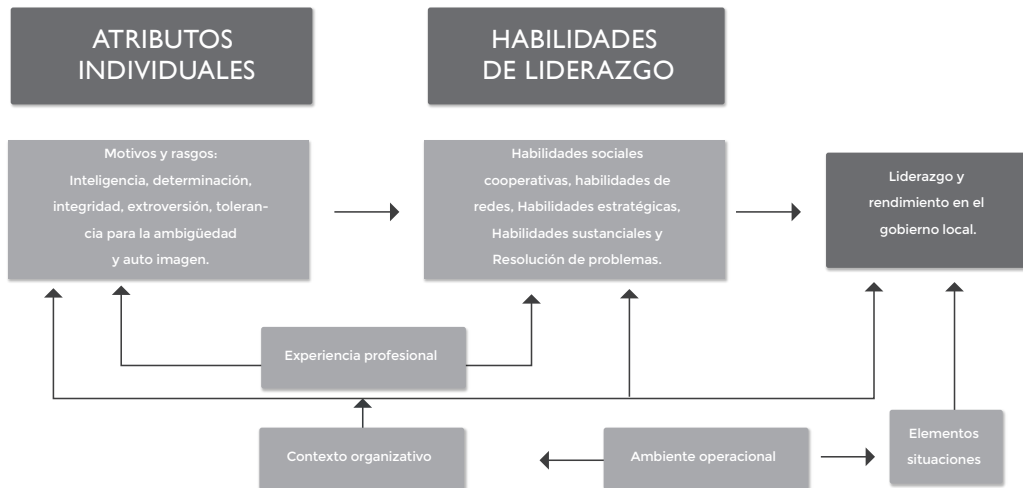 ATRIBUTOS
INDIVIDUALES
HABILIDADES
DE LIDERAZGO
Motivos y rasgos:
Inteligencia, determinación,
integridad, extroversión, toleran-
cia para la ambigüedad
y auto imagen.
Habilidades sociales
cooperativas, habilidades de
redes, Habilidades estratégicas,
Habilidades sustanciales y
Resolución de problemas.
Liderazgo y
rendimiento en el
gobierno local.
Experiencia profesional
Contexto organizativo
Ambiente operacional
Elementos
situaciones